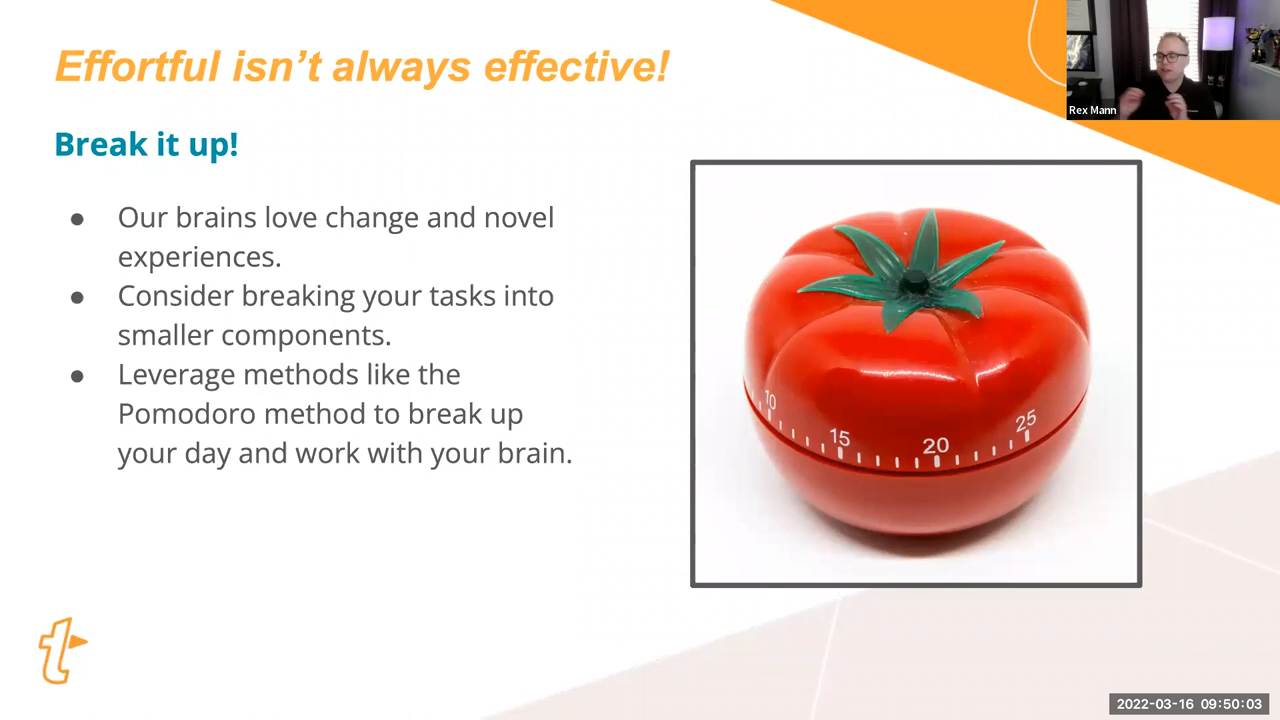 Effortful isn’t always effective!
Rex Mann
Break it up!
● Our brains love change and novel
experiences.
● Consider breaking your tasks into
smaller components.
● Leverage methods like the
Pomodoro method to break up
your day and work with your brain.
10
15
20
25
t
2022-03-16 09:50:03